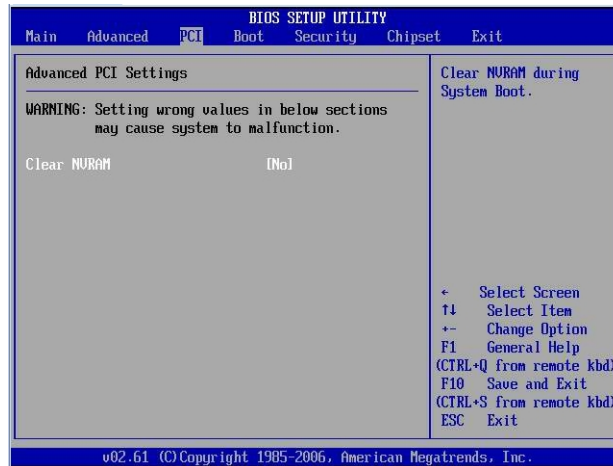 BIOS SETUP UTILITY
Main Advanced PCI Boot Security Chipset Exit
Advanced PCI Settings
WARNING: Setting wrong values in below sections
may cause system to malfunction.
Clear NVRAM [No]
Clear NVRAM during
System Boot.
← Select Screen
↑↓ Select Item
+- Change Option
F1 General Help
(CTRL+Q from remote kbd)
F10 Save and Exit
(CTRL+S from remote kbd)
ESC Exit
v02.61 (C)Copyright 1985-2006, American Megatrends, Inc.